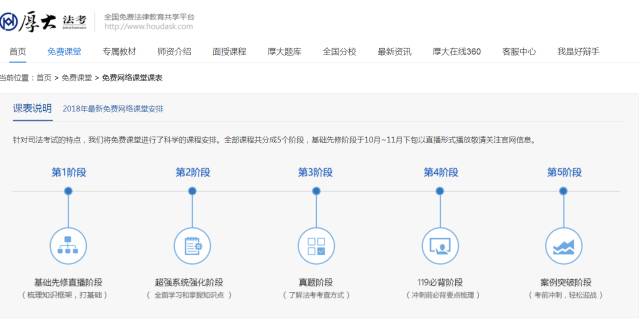 厚大法考
全国免费法律教育共享平台
http://www.houdask.com
首页 免费课堂 专属教材 师资介绍 面授课程 厚大题库 全国分校 最新资讯 厚大在线360 客服中心 我是好辩手
当前位置：首页 > 免费课堂 > 免费网络课堂课表
课表说明 2018年最新免费网络课堂安排
针对司法考试的特点，我们将免费课堂进行了科学的课程安排。全部课程共分成5个阶段，基础先修阶段于10月~11月下旬以直播形式播放敬请关注官网信息。
第1阶段 第2阶段 第3阶段 第4阶段 第5阶段
基础先修直播阶段 超强系统强化阶段 真题阶段 119必背阶段 案例突破阶段
（梳理知识框架，打基础） （全面学习和掌握知识点） （了解法考考查方式） （冲刺前必背要点梳理） （考前冲刺，轻松迎战）